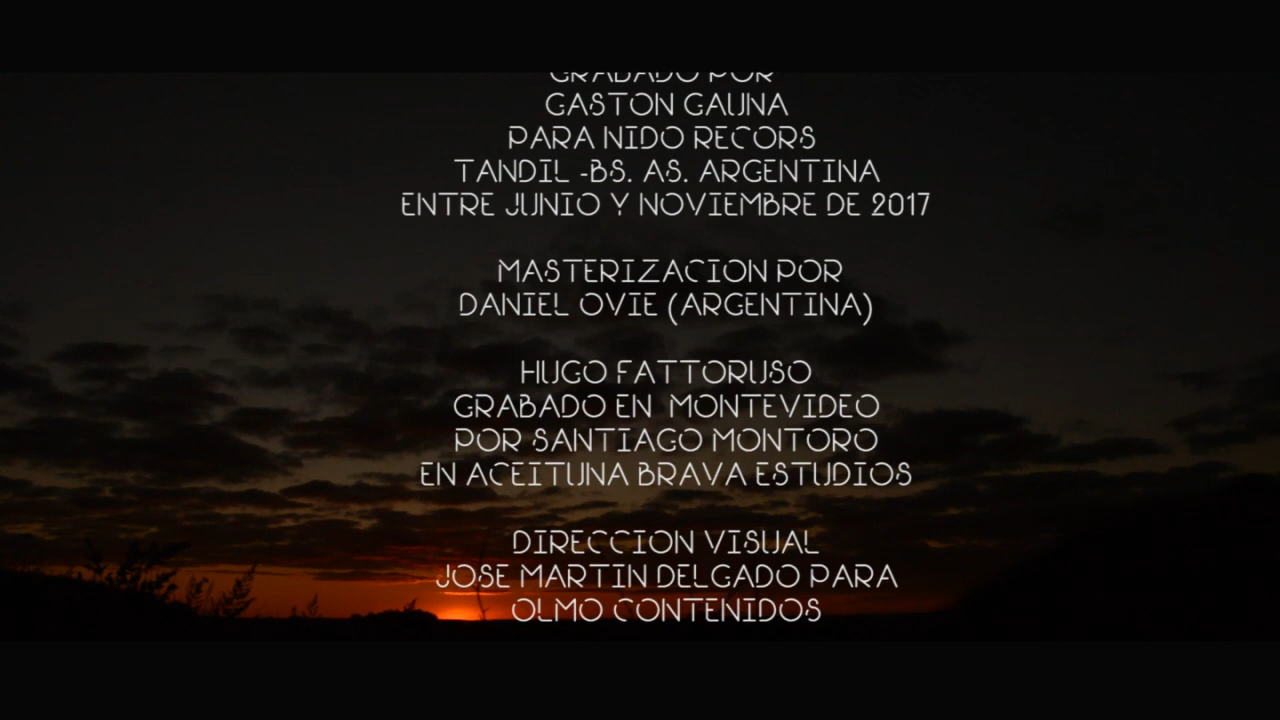 GRABADO POR
GASTON GAUNA
PARA NIDO RECORS
TANDIL -BS. AS. ARGENTINA
ENTRE JUNIO Y NOVIEMBRE DE 2017
MASTERIZACION POR
DANIEL OVIE (ARGENTINA)
HUGO FATTORUSO
GRABADO EN MONTEVIDEO
POR SANTIAGO MONTORO
EN ACEITUNA BRAVA ESTUDIOS
DIRECCION VISUAL
JOSE MARTIN DELGADO PARA
OLMO CONTENIDOS